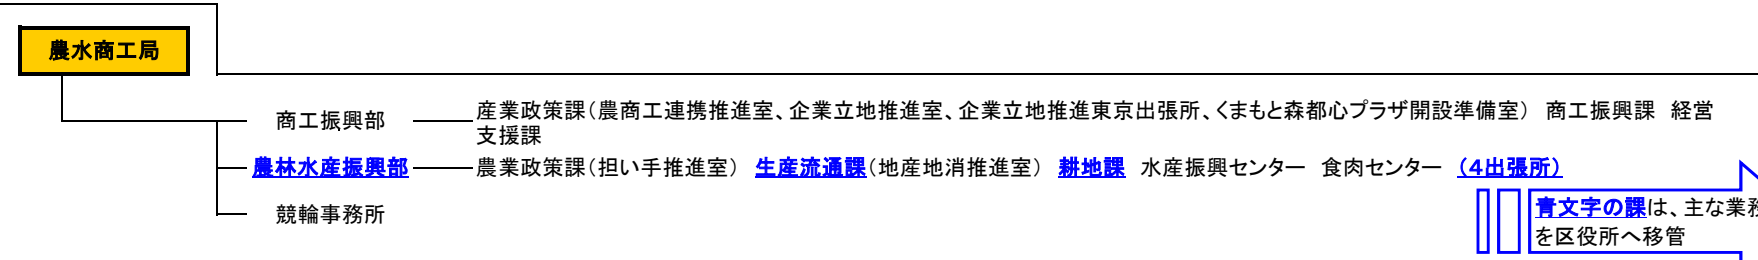 農水商工局
商工振興部 産業政策課(農商工連携推進室、企業立地推進室、企業立地推進東京出張所、くまもと森都心プラザ開設準備室) 商工振興課 経営
支援課
農林水産振興部 農業政策課(担い手推進室) 生産流通課(地産地消推進室) 耕地課 水産振興センター 食肉センター (4出張所)
競輪事務所
青文字の課は、主な業務
を区役所へ移管